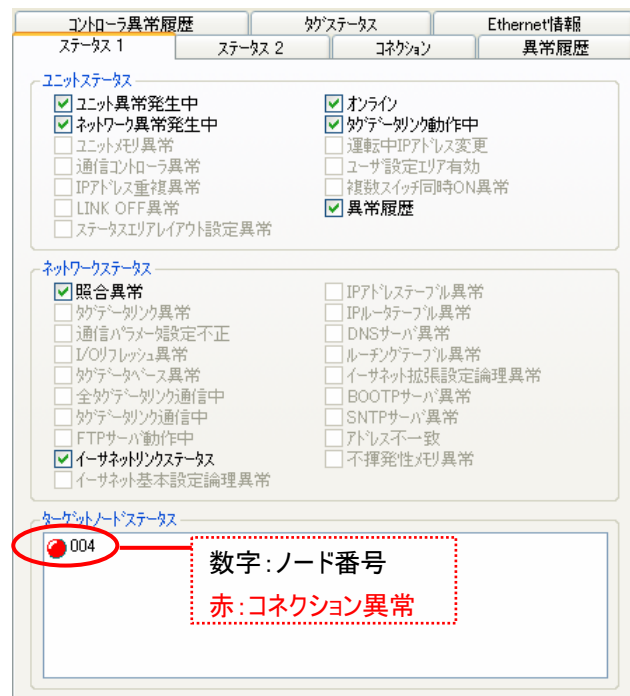 コントローラ異常履歴 タグステータス Ethernet情報
ステータス 1 ステータス 2 コネクション 異常履歴
ユニットステータス
ユニット異常発生中
ネットワーク異常発生中
ユニットメモリ異常
通信コントローラ異常
IPアドレス重複異常
LINK OFF異常
ステータスエリアレイアウト設定異常
オンライン
タグデータリンク動作中
運転中IPアドレス変更
ユーザ設定エリア有効
複数スイッチ同時ON異常
異常履歴
ネットワークステータス
照合異常
タグデータリンク異常
通信パラメータ設定不正
I/Oリフレッシュ異常
タグデータベース異常
全タグデータリンク通信中
タグデータリンク通信中
FTPサーバ動作中
イーサネットリンクステータス
イーサネット基本設定論理異常
IPアドレステーブル異常
IPルータテーブル異常
DNSサーバ異常
ルーチングテーブル異常
イーサネット拡張設定論理異常
BOOTPサーバ異常
SNTPサーバ異常
アドレス不一致
不揮発性メモリ異常
ターゲットノードステータス
004
数字:ノード番号
赤:コネクション異常